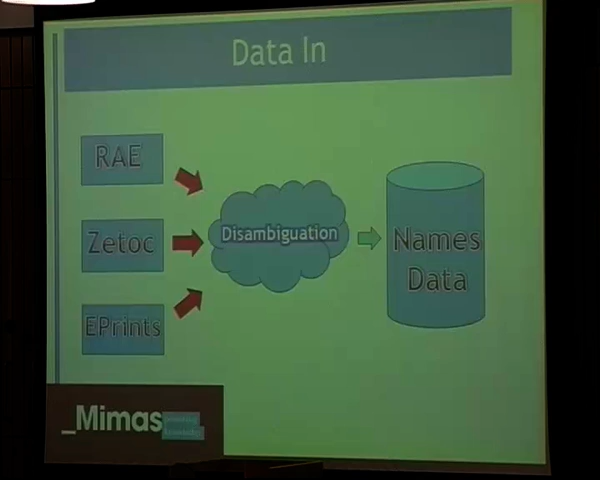 Data In
RAE
Zetoc
EPrints
Disambiguation
Names
Data
_Mimas